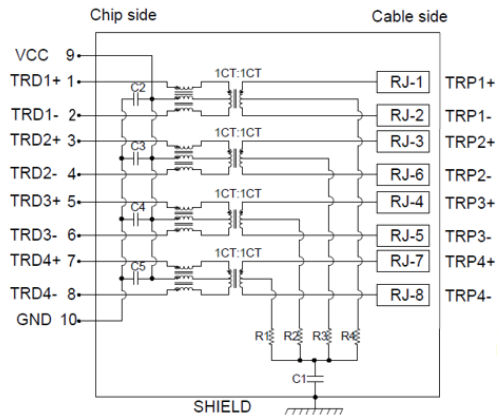 Chip side Cable side
VCC 9
TRD1+ 1 C2 1CT:1CT RJ-1 TRP1+
TRD1- 2 RJ-2 TRP1-
TRD2+ 3 C3 1CT:1CT RJ-3 TRP2+
TRD2- 4 RJ-6 TRP2-
TRD3+ 5 C4 1CT:1CT RJ-4 TRP3+
TRD3- 6 RJ-5 TRP3-
TRD4+ 7 C5 1CT:1CT RJ-7 TRP4+
TRD4- 8 RJ-8 TRP4-
GND 10
R1 R2 R3 R4
C1
SHIELD